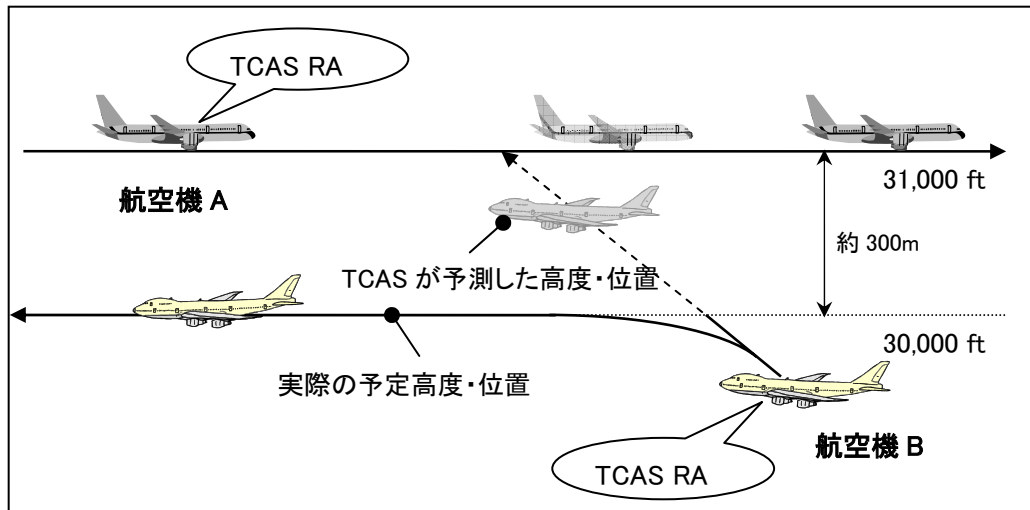 TCAS RA
31,000 ft
航空機 A
約 300m
TCAS が予測した高度・位置
30,000 ft
実際の予定高度・位置
航空機 B
TCAS RA